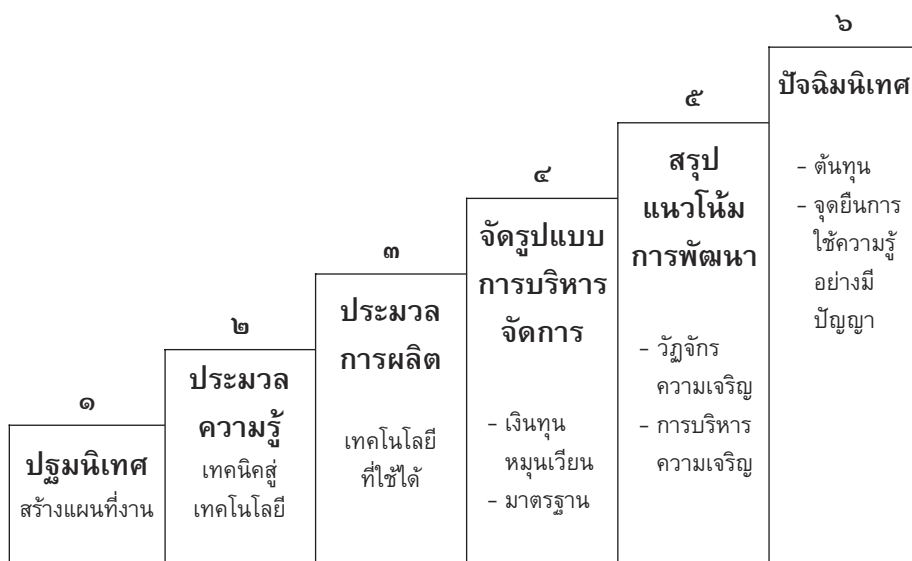 ๑
ปฐมนิเทศ
สร้างแผนที่งาน
๒
ประมวล
ความรู้
เทคนิคสู่
เทคโนโลยี
๓
ประมวล
การผลิต
เทคโนโลยี
ที่ใช้ได้
๔
จัดรูปแบบ
การบริหาร
จัดการ
– เงินทุน
หมุนเวียน
– มาตรฐาน
๕
สรุป
แนวโน้ม
การพัฒนา
– วัฏจักร
ความเจริญ
– การบริหาร
ความเจริญ
๖
ปัจฉิมนิเทศ
– ต้นทุน
– จุดยืนการ
ใช้ความรู้
อย่างมี
ปัญญา